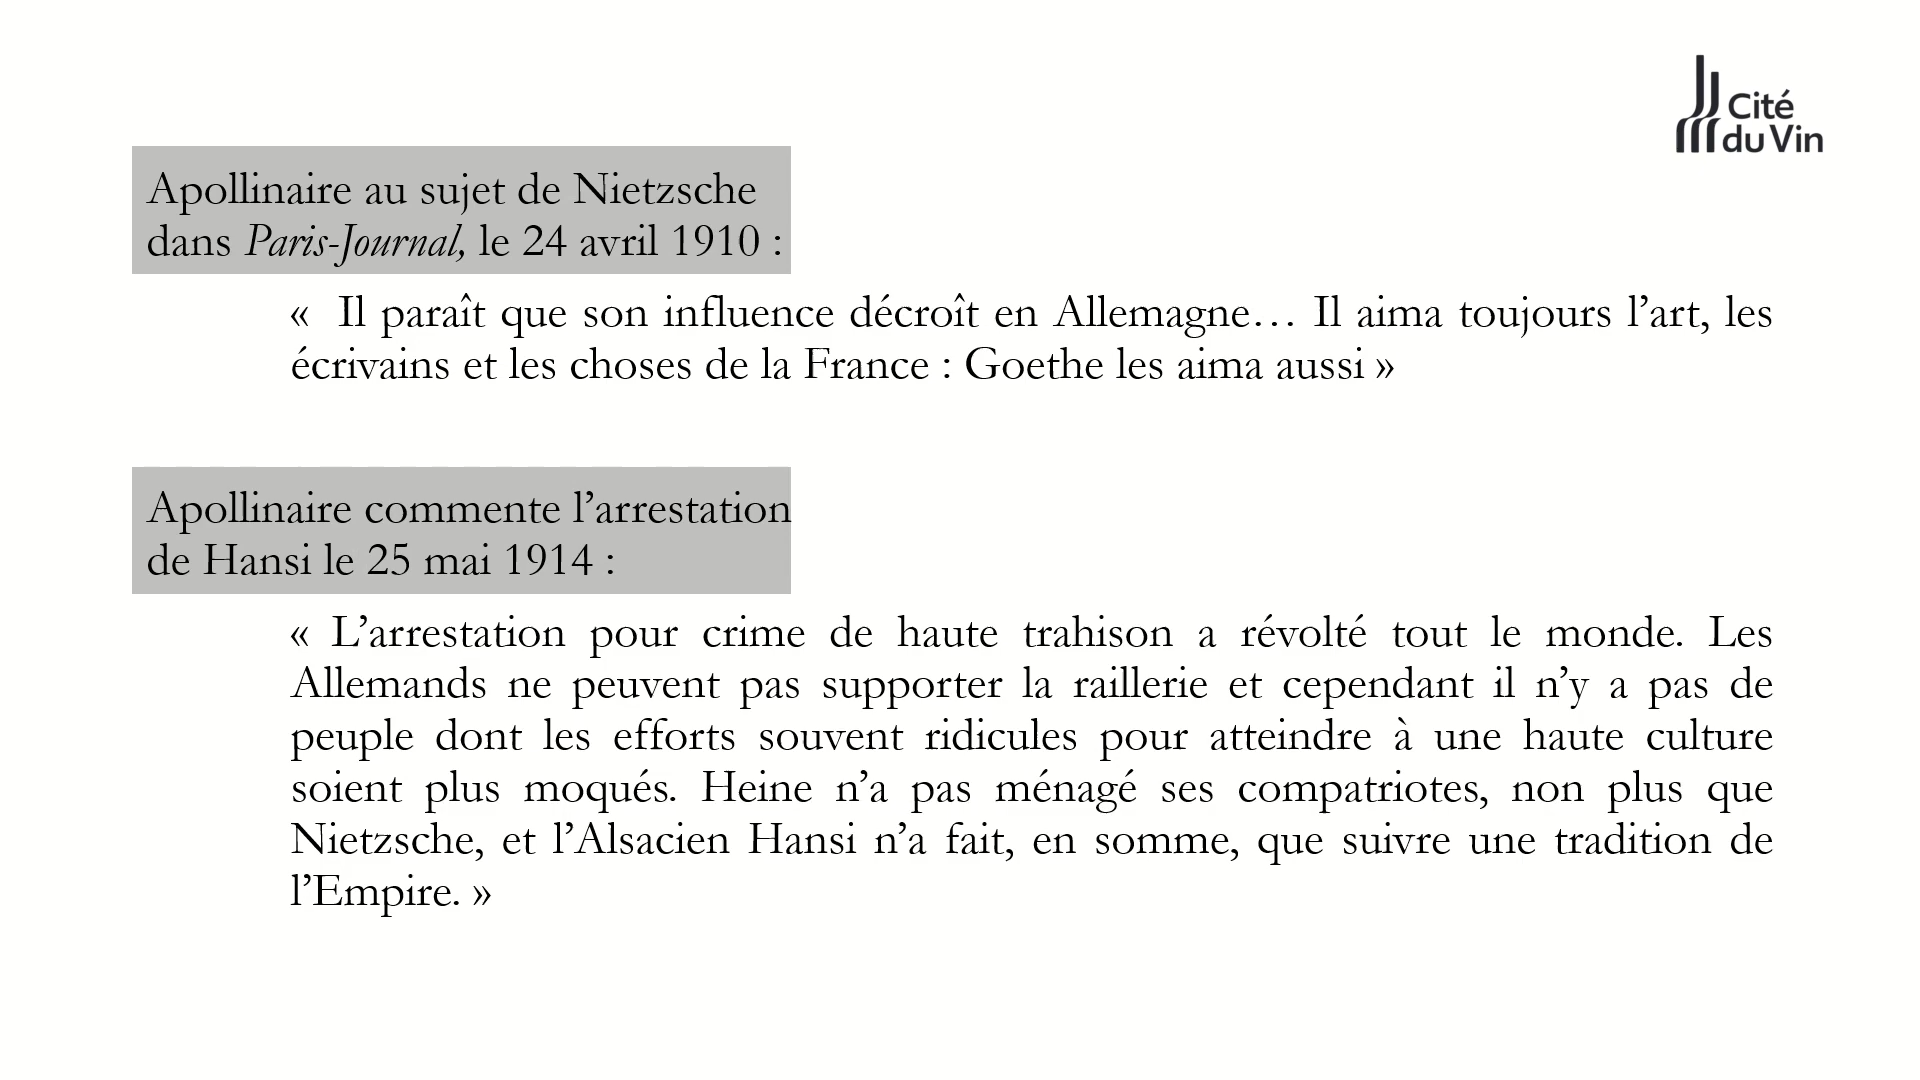 Cité
du Vin
Apollinaire au sujet de Nietzsche
dans Paris-Journal, le 24 avril 1910 :
«  Il paraît que son influence décroît en Allemagne… Il aima toujours l’art, les
écrivains et les choses de la France : Goethe les aima aussi »
Apollinaire commente l’arrestation
de Hansi le 25 mai 1914 :
« L’arrestation pour crime de haute trahison a révolté tout le monde. Les
Allemands ne peuvent pas supporter la raillerie et cependant il n’y a pas de
peuple dont les efforts souvent ridicules pour atteindre à une haute culture
soient plus moqués. Heine n’a pas ménagé ses compatriotes, non plus que
Nietzsche, et l’Alsacien Hansi n’a fait, en somme, que suivre une tradition de
l’Empire. »